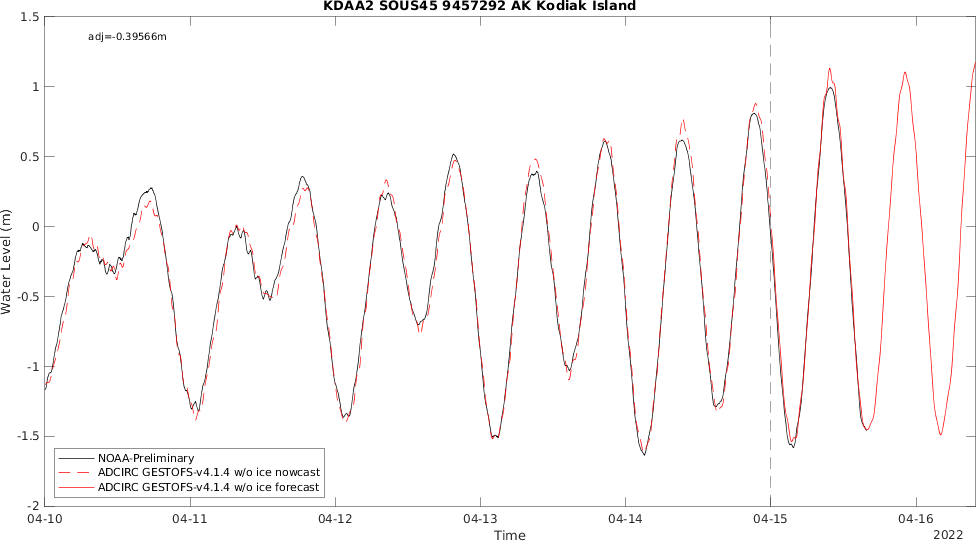 KDAA2 SOUS45 9457292 AK Kodiak Island
adj=-0.39566m
1.5
1
0.5
0
-0.5
-1
-1.5
-2
Water Level (m)
NOAA-Preliminary
ADCIRC GESTOFS-v4.1.4 w/o ice nowcast
ADCIRC GESTOFS-v4.1.4 w/o ice forecast
04-10 04-11 04-12 04-13 04-14 04-15 04-16
Time
2022